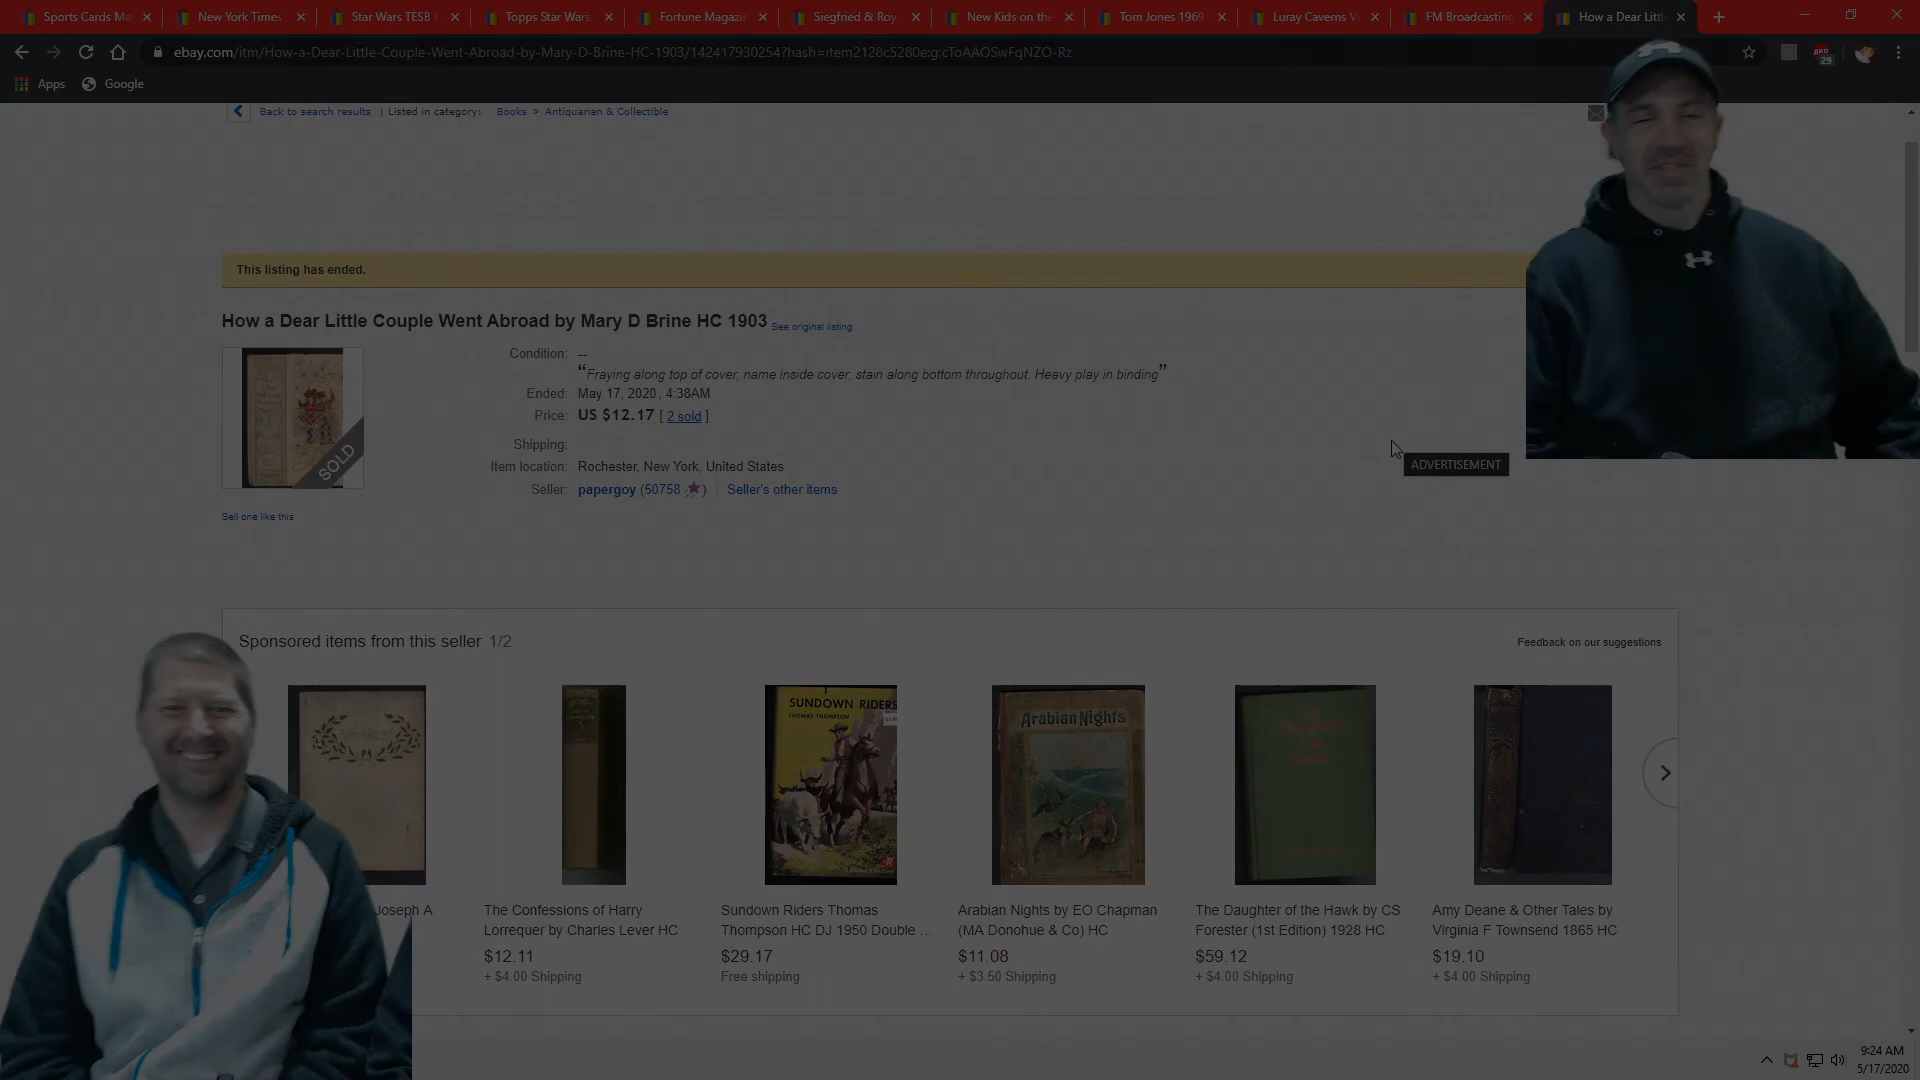 Sports Cards Ma
New York Times
Star Wars TESB H
Topps Star Wars
Fortune Magazin
Siegfried & Roy
New Kids on the
Tom Jones 1969
Luray Caverns V
FM Broadcasting
How a Dear Littl
ebay.com/itm/How-a-Dear-Little-Couple-Went-Abroad-by-Mary-D-Brine-HC-1903/142417930254?hash=item2128c5280e:g:cToAAOSwFqNZO-Rz
29
Apps
Google
Back to search results | Listed in category: Books > Antiquarian & Collectible
This listing has ended.
How a Dear Little Couple Went Abroad by Mary D Brine HC 1903 See original listing
Condition: --
“Fraying along top of cover, name inside cover, stain along bottom throughout. Heavy play in binding”
Ended: May 17, 2020 , 4:38AM
Price: US $12.17 [ 2 sold ]
Shipping:
Item location: Rochester, New York, United States
Seller: papergoy (50758 ) | Seller's other items
SOLD
Sell one like this
ADVERTISEMENT
Sponsored items from this seller 1/2
Feedback on our suggestions
SUNDOWN RIDERS
THOMAS THOMPSON
Arabian Nights
Joseph A
The Confessions of Harry
Lorrequer by Charles Lever HC
$12.11
+ $4.00 Shipping
Sundown Riders Thomas
Thompson HC DJ 1950 Double ...
$29.17
Free shipping
Arabian Nights by EO Chapman
(MA Donohue & Co) HC
$11.08
+ $3.50 Shipping
The Daughter of the Hawk by CS
Forester (1st Edition) 1928 HC
$59.12
+ $4.00 Shipping
Amy Deane & Other Tales by
Virginia F Townsend 1865 HC
$19.10
+ $4.00 Shipping
9:24 AM
5/17/2020